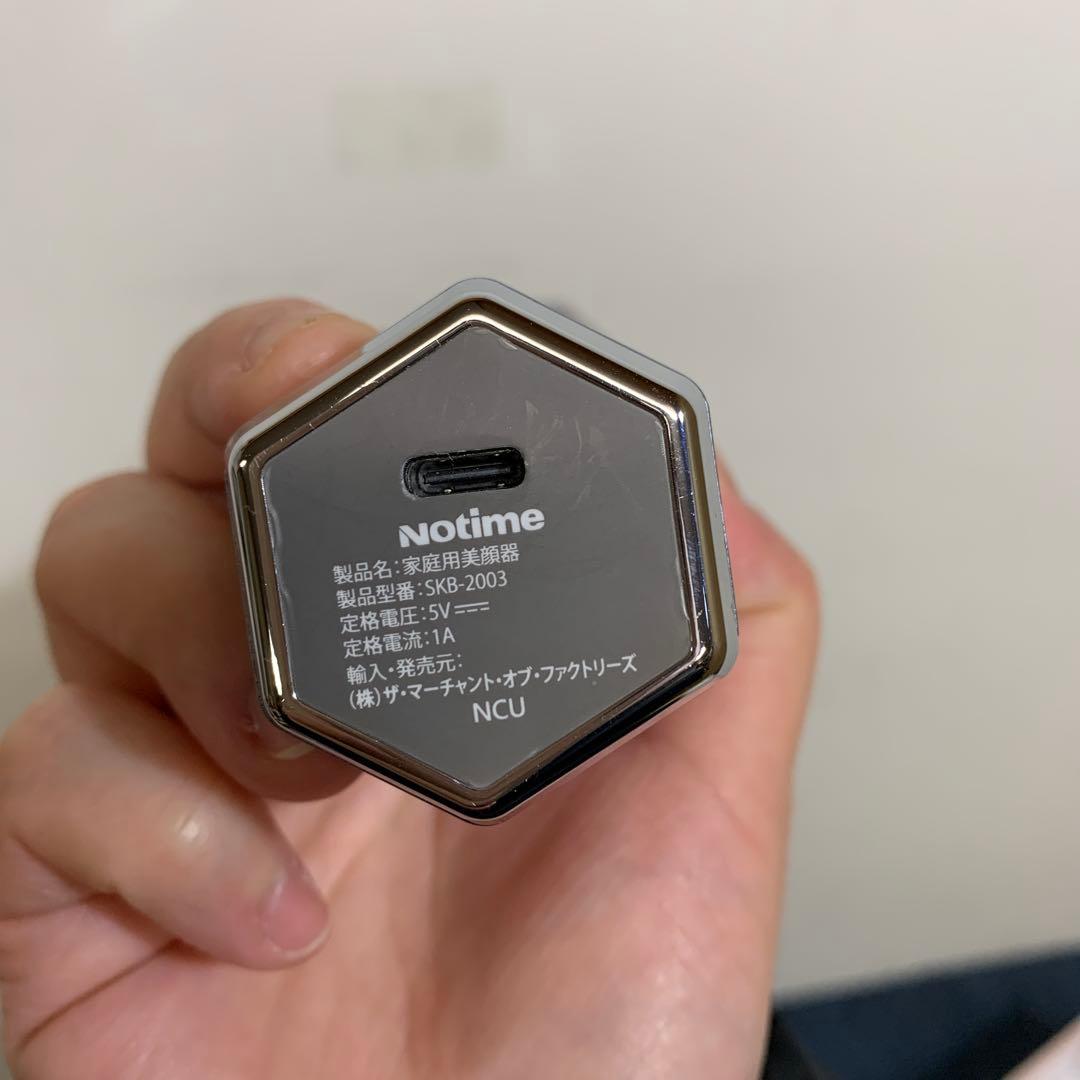 Notime
製品名:家庭用美顔器
製品型番:SKB-2003
定格電圧:5V⎓
定格電流:1A
輸入・発売元:
(株)ザ・マーチャント・オブ・ファクトリーズ
NCU